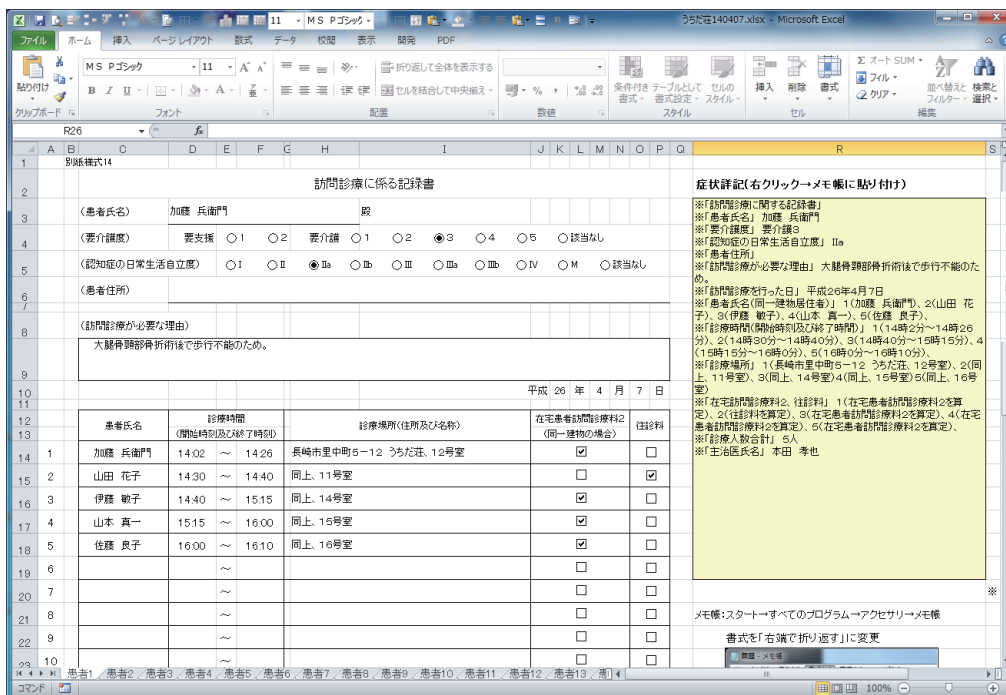 うちだ荘140407.xlsx - Microsoft Excel
11 MS Pゴシック
ファイル ホーム 挿入 ページ レイアウト 数式 データ 校閲 表示 開発 PDF
MS Pゴシック 11 折り返して全体を表示する Σ オート SUM
貼り付け B I U セルを結合して中央揃え % 条件付き書式 テーブルとして書式設定 セルのスタイル 挿入 削除 書式 フィル クリア 並べ替えとフィルター 検索と選択
クリップボード フォント 配置 数値 スタイル セル 編集
R26 fx
A B C D E F G H I J K L M N O P Q R S
1 別紙様式14
2 訪問診療に係る記録書 症状詳記(右クリック→メモ帳に貼り付け)
3 (患者氏名) 加藤 兵衛門 殿
4 (要介護度) 要支援 1 2 要介護 1 2 3 4 5 該当なし
5 (認知症の日常生活自立度) I II IIa IIb III IIIa IIIb IV M 該当なし
6 (患者住所)
7
8 (訪問診療が必要な理由)
9 大腿骨頸部骨折術後で歩行不能のため。
10 平成 26 年 4 月 7 日
11
12 患者氏名 診療時間 診療場所(住所及び名称) 在宅患者訪問診療料2 往診料
13 (開始時刻及び終了時刻) (同一建物の場合)
14 1 加藤 兵衛門 14:02 ～ 14:26 長崎市里中町5－12 うちだ荘、12号室
15 2 山田 花子 14:30 ～ 14:40 同上、11号室
16 3 伊藤 敏子 14:40 ～ 15:15 同上、14号室
17 4 山本 真一 15:15 ～ 16:00 同上、15号室
18 5 佐藤 良子 16:00 ～ 16:10 同上、16号室
19 6 ～
20 7 ～
21 8 ～
22 9 ～
23 10 ～
※「訪問診療に関する記録書」
※「患者氏名」 加藤 兵衛門
※「要介護度」 要介護3
※「認知症の日常生活自立度」 IIa
※「患者住所」
※「訪問診療が必要な理由」 大腿骨頸部骨折術後で歩行不能のた
め。
※「訪問診療を行った日」 平成26年4月7日
※「患者氏名(同一建物居住者)」 1(加藤 兵衛門)、2(山田 花
子)、3(伊藤 敏子)、4(山本 真一)、5(佐藤 良子)、
※「診療時間(開始時刻及び終了時間)」 1(14時2分～14時26
分)、2(14時30分～14時40分)、3(14時40分～15時15分)、4
(15時15分～16時0分)、5(16時0分～16時10分)、
※「診療場所」 1(長崎市里中町5－12 うちだ荘、12号室)、2(同
上、11号室)、3(同上、14号室)4(同上、15号室)5(同上、16号
室)
※「在宅訪問診療料2、往診料」 1(在宅患者訪問診療料2を算
定)、2(往診料を算定)、3(在宅患者訪問診療料2を算定)、4(在宅
患者訪問診療料2を算定)、5(在宅患者訪問診療料2を算定)、
※「診療人数合計」 5人
※「主治医氏名」 本田 孝也
※
メモ帳:スタート→すべてのプログラム→アクセサリ→メモ帳
書式を「右端で折り返す」に変更
無題 - メモ帳
患者1 患者2 患者3 患者4 患者5 患者6 患者7 患者8 患者9 患者10 患者11 患者12 患者13
コマンド 100%